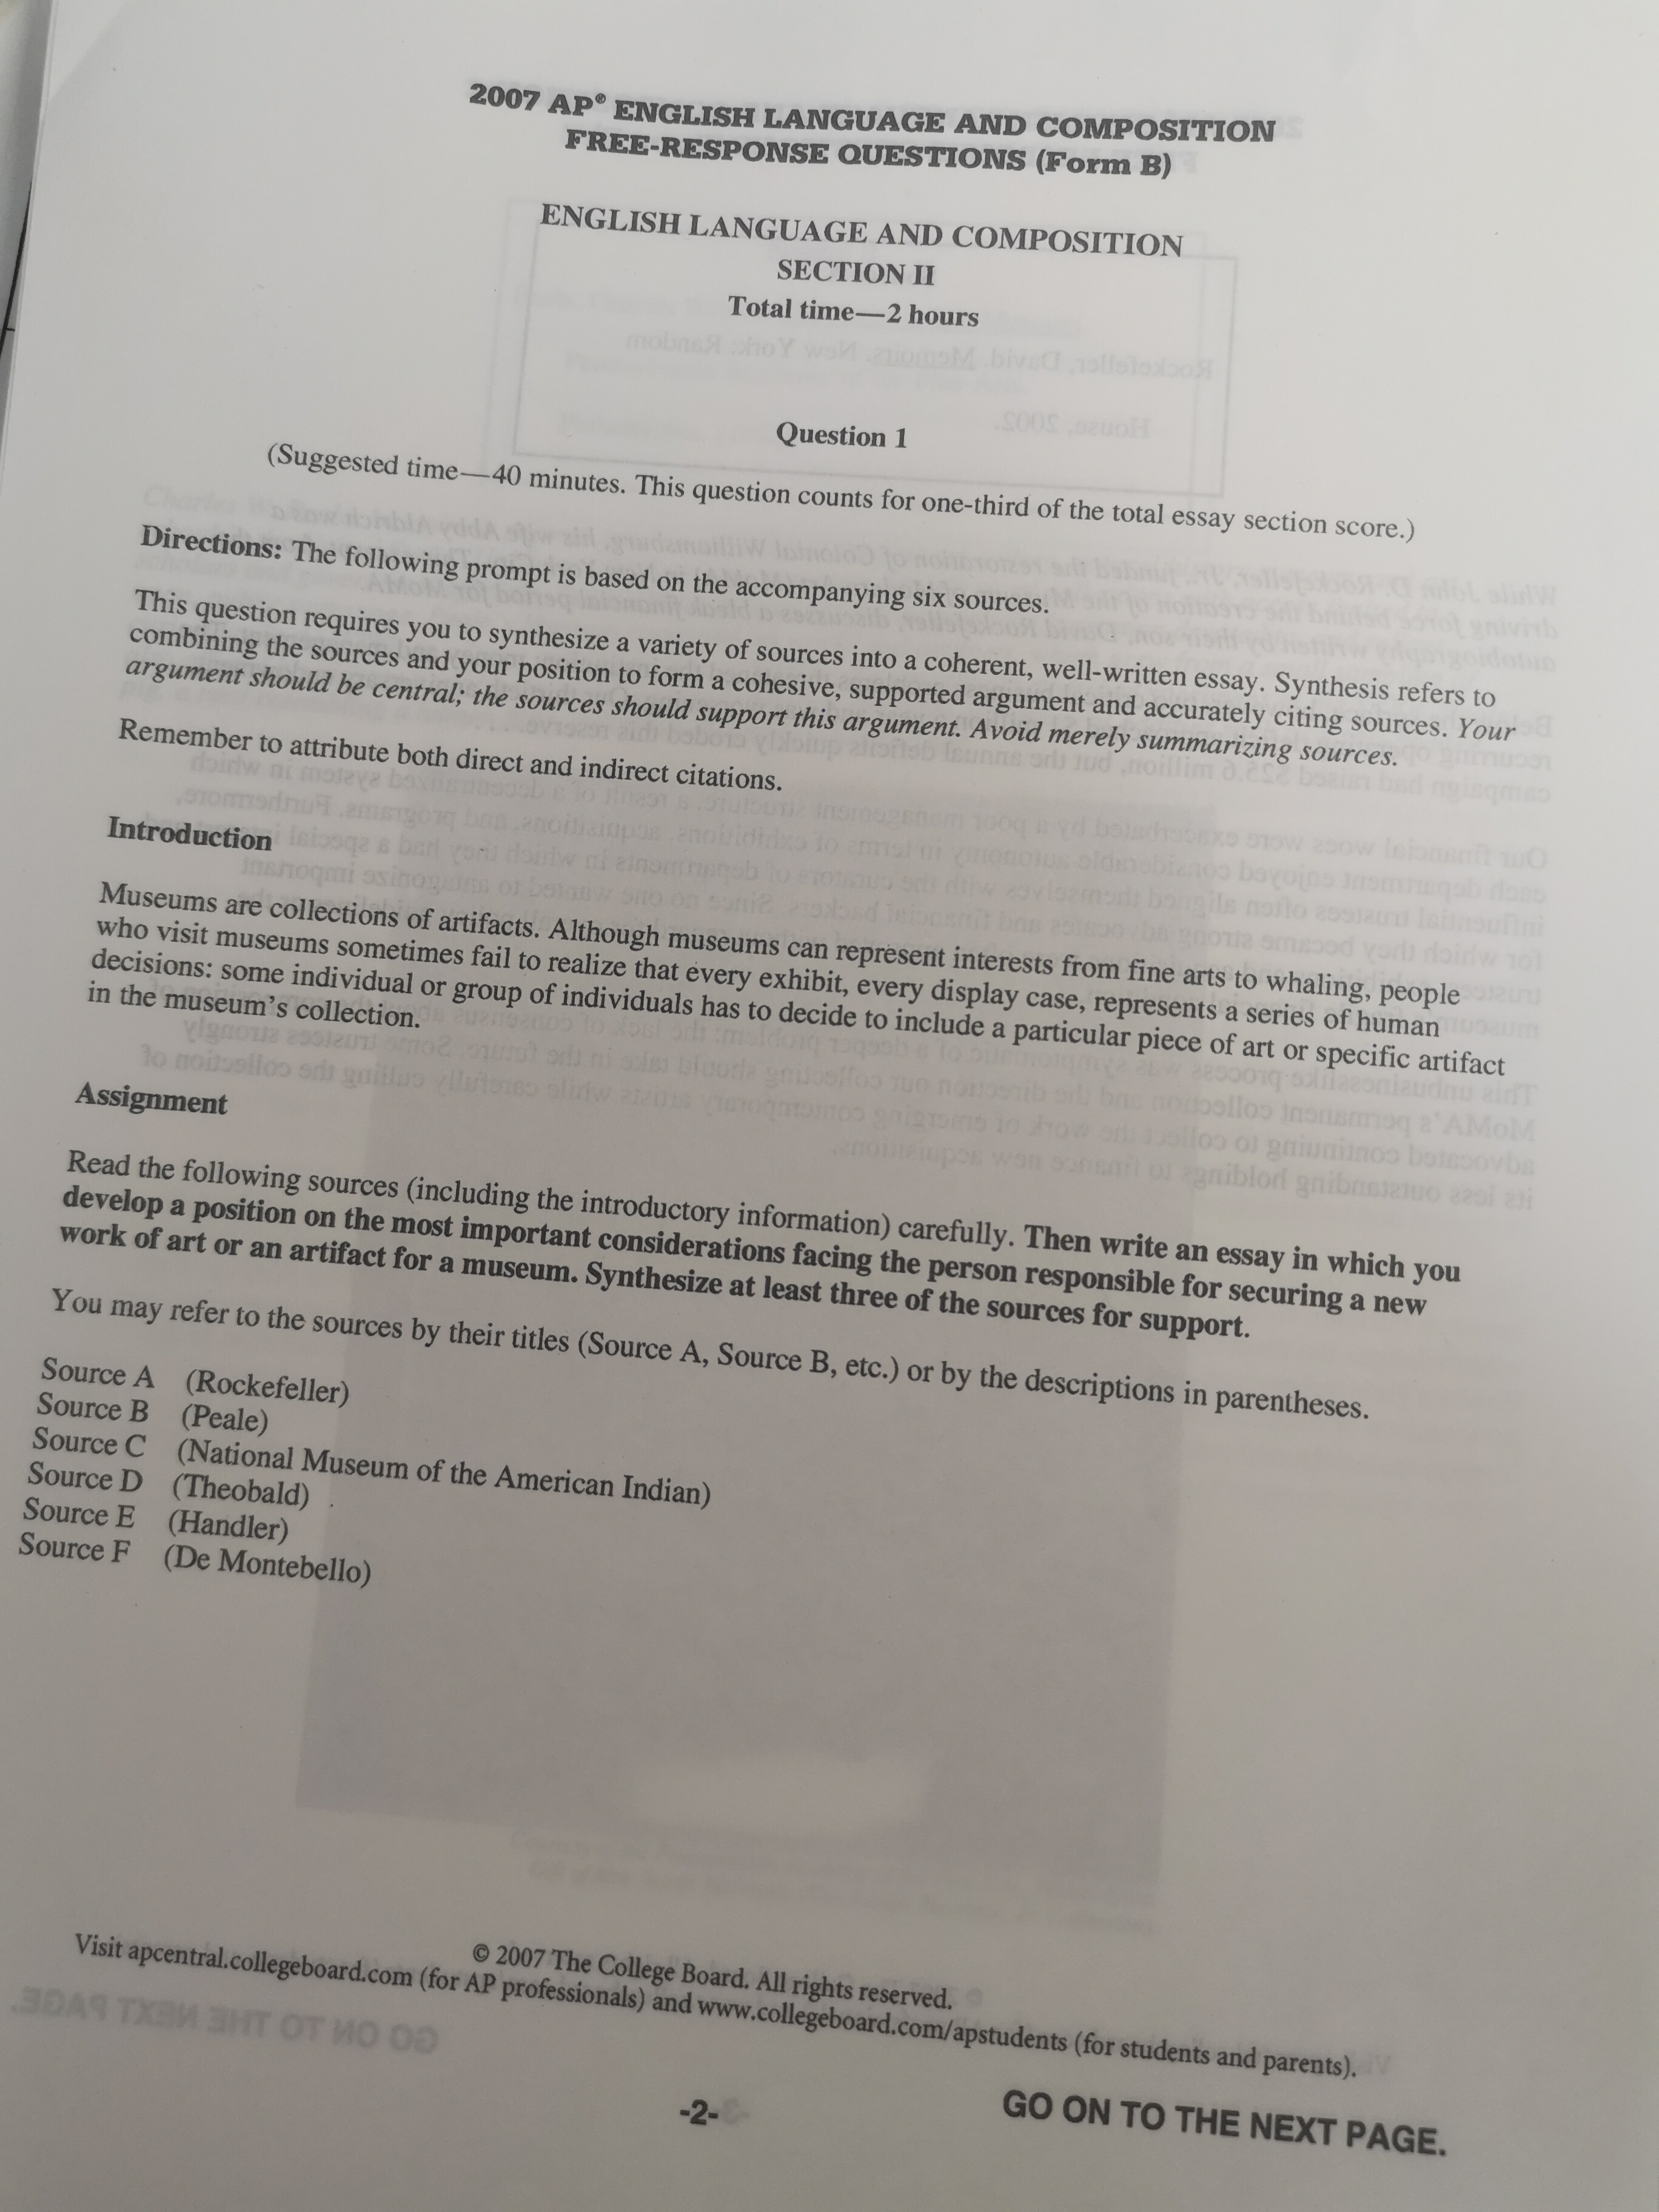 2007 AP® ENGLISH LANGUAGE AND COMPOSITION
FREE-RESPONSE QUESTIONS (Form B)
ENGLISH LANGUAGE AND COMPOSITION
SECTION II
Total time—2 hours
Rockefeller, David. Memoirs. New York: Random
House, 2002.
Question 1
(Suggested time—40 minutes. This question counts for one-third of the total essay section score.)
Directions: The following prompt is based on the accompanying six sources.
This question requires you to synthesize a variety of sources into a coherent, well-written essay. Synthesis refers to
combining the sources and your position to form a cohesive, supported argument and accurately citing sources. Your
argument should be central; the sources should support this argument. Avoid merely summarizing sources.
Remember to attribute both direct and indirect citations.
Introduction
Museums are collections of artifacts. Although museums can represent interests from fine arts to whaling, people
who visit museums sometimes fail to realize that every exhibit, every display case, represents a series of human
decisions: some individual or group of individuals has to decide to include a particular piece of art or specific artifact
in the museum's collection.
Assignment
Read the following sources (including the introductory information) carefully. Then write an essay in which you
develop a position on the most important considerations facing the person responsible for securing a new
work of art or an artifact for a museum. Synthesize at least three of the sources for support.
You may refer to the sources by their titles (Source A, Source B, etc.) or by the descriptions in parentheses.
Source A (Rockefeller)
Source B (Peale)
Source C (National Museum of the American Indian)
Source D (Theobald)
Source E (Handler)
Source F (De Montebello)
© 2007 The College Board. All rights reserved.
Visit apcentral.collegeboard.com (for AP professionals) and www.collegeboard.com/apstudents (for students and parents).
GO ON TO THE NEXT PAGE.
-2-
GO ON TO THE NEXT PAGE.